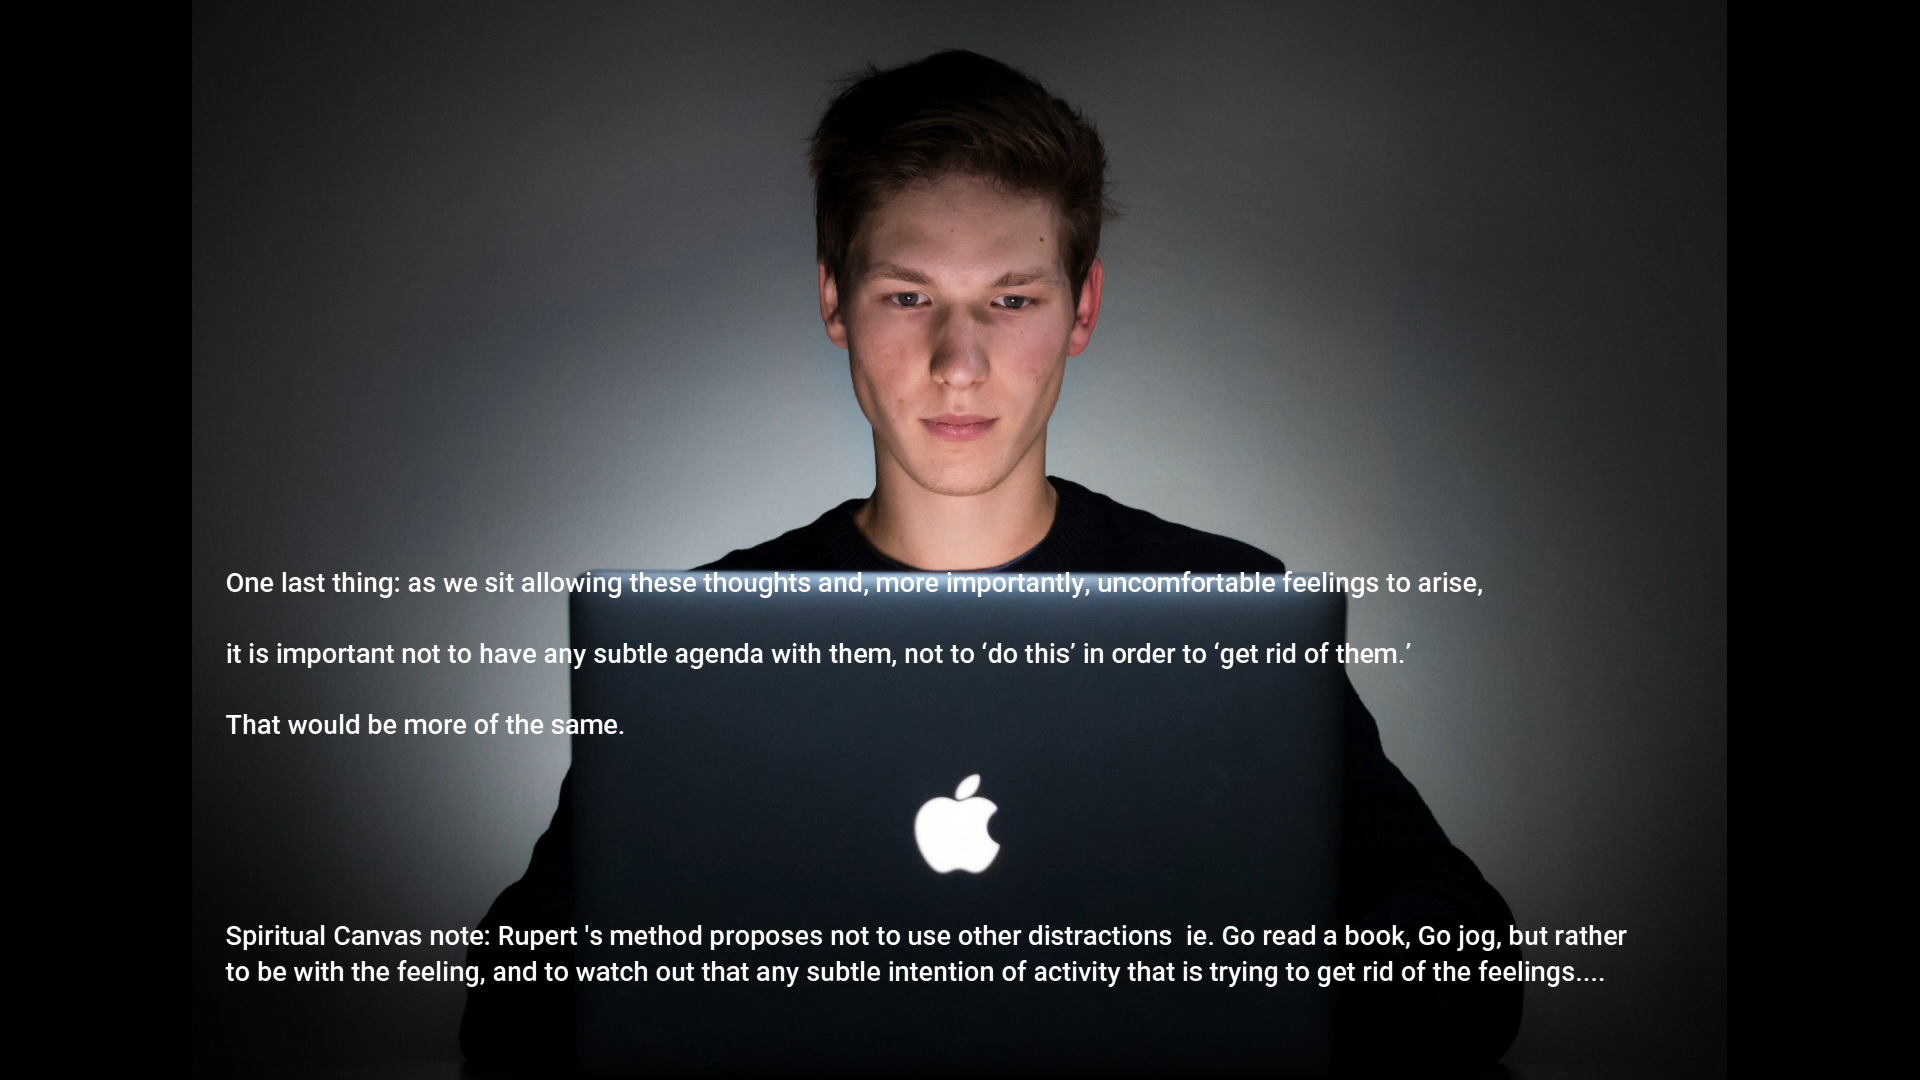 One last thing: as we sit allowing these thoughts and, more importantly, uncomfortable feelings to arise,
it is important not to have any subtle agenda with them, not to ‘do this’ in order to ‘get rid of them.’
That would be more of the same.
Spiritual Canvas note: Rupert 's method proposes not to use other distractions  ie. Go read a book, Go jog, but rather
to be with the feeling, and to watch out that any subtle intention of activity that is trying to get rid of the feelings....